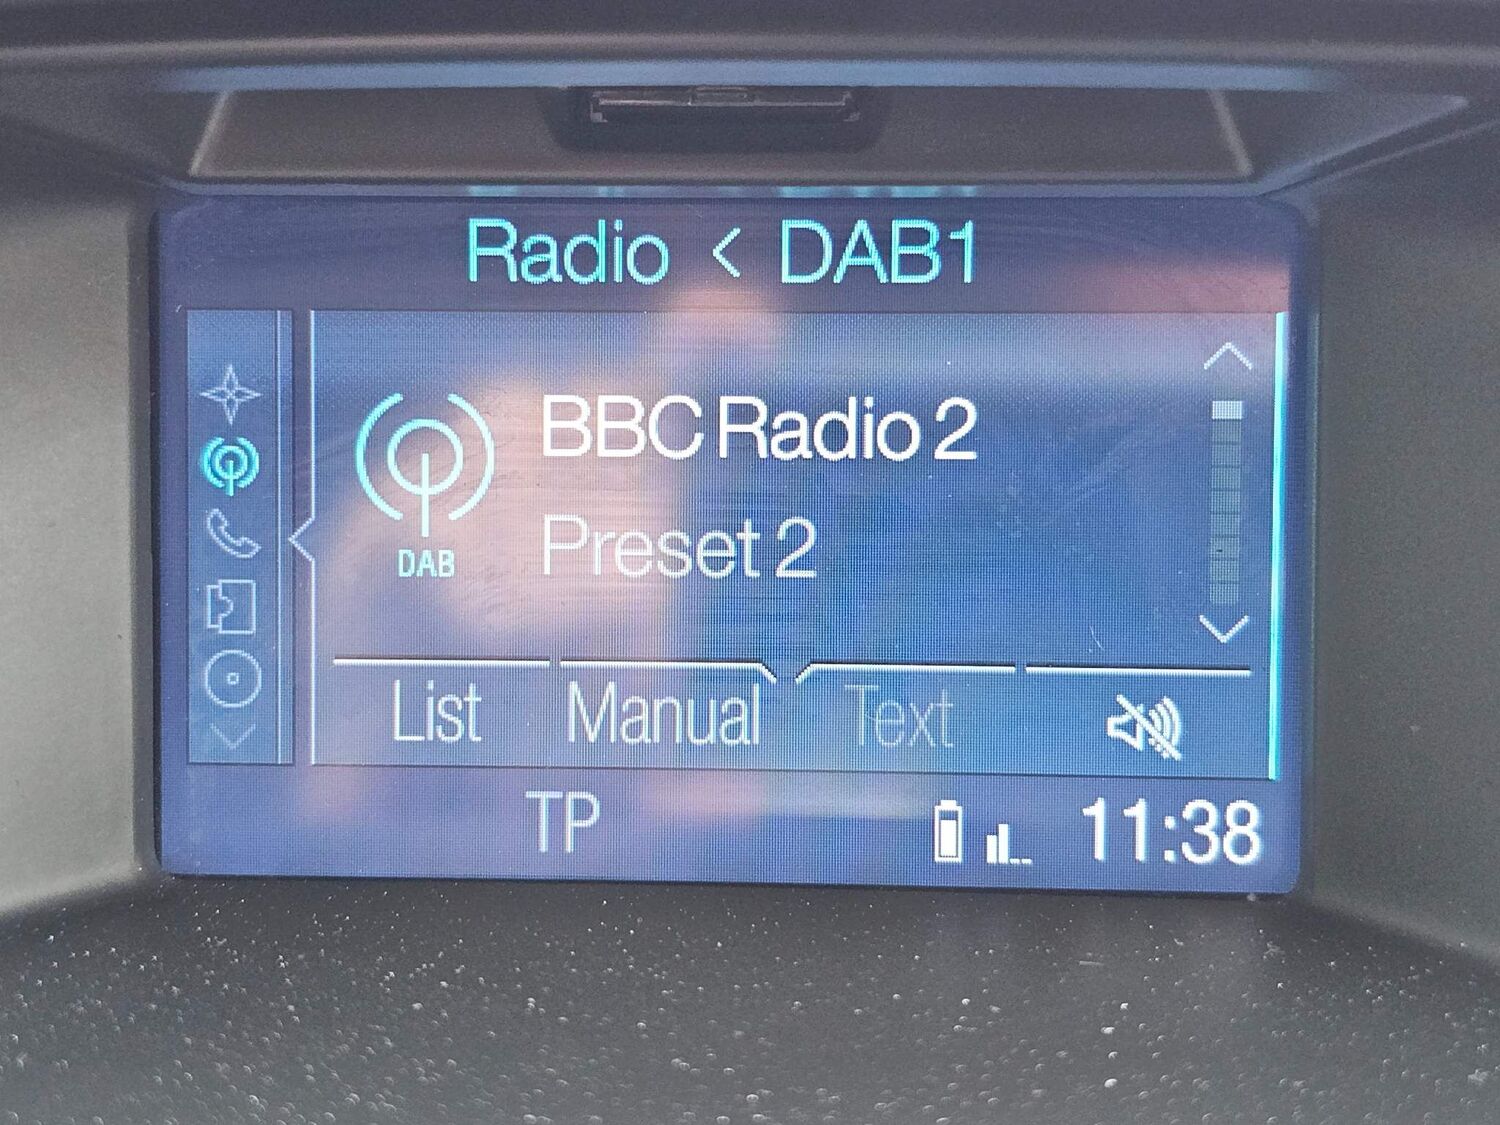 Radio < DAB1
BBC Radio 2
DAB
Preset 2
List Manual Text
TP 11:38